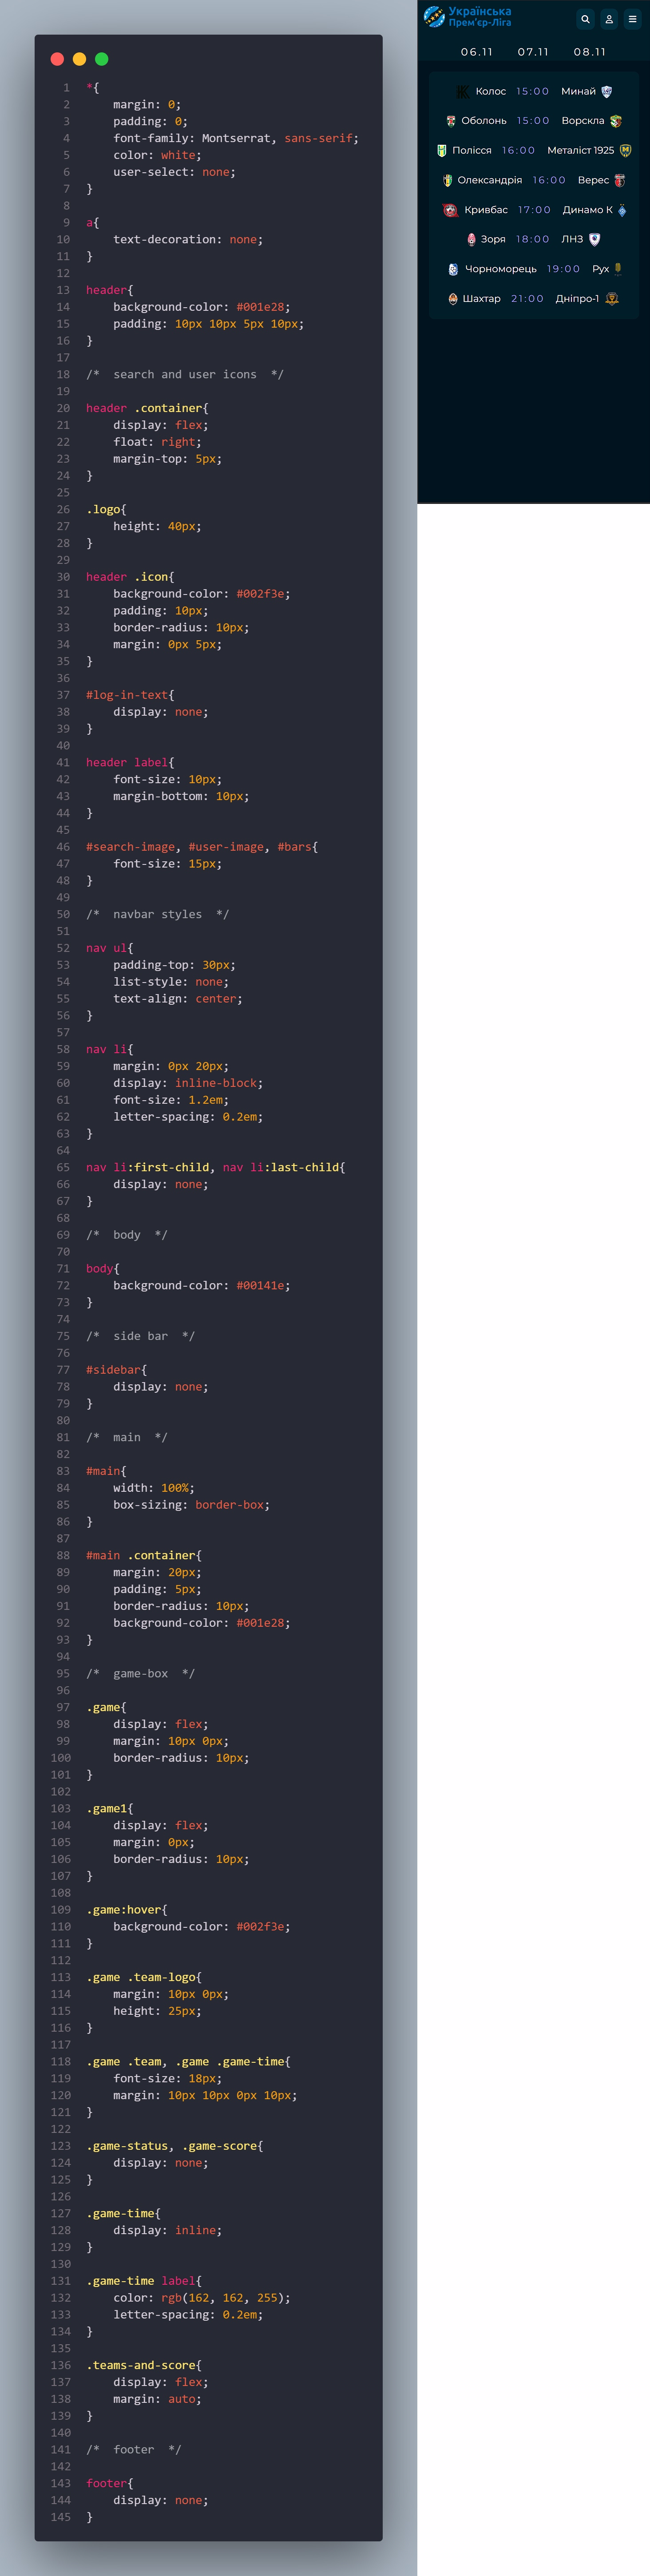 1 *{
2 margin: 0;
3 padding: 0;
4 font-family: Montserrat, sans-serif;
5 color: white;
6 user-select: none;
7 }
8
9 a{
10 text-decoration: none;
11 }
12
13 header{
14 background-color: #001e28;
15 padding: 10px 10px 5px 10px;
16 }
17
18 /*  search and user icons  */
19
20 header .container{
21 display: flex;
22 float: right;
23 margin-top: 5px;
24 }
25
26 .logo{
27 height: 40px;
28 }
29
30 header .icon{
31 background-color: #002f3e;
32 padding: 10px;
33 border-radius: 10px;
34 margin: 0px 5px;
35 }
36
37 #log-in-text{
38 display: none;
39 }
40
41 header label{
42 font-size: 10px;
43 margin-bottom: 10px;
44 }
45
46 #search-image, #user-image, #bars{
47 font-size: 15px;
48 }
49
50 /*  navbar styles  */
51
52 nav ul{
53 padding-top: 30px;
54 list-style: none;
55 text-align: center;
56 }
57
58 nav li{
59 margin: 0px 20px;
60 display: inline-block;
61 font-size: 1.2em;
62 letter-spacing: 0.2em;
63 }
64
65 nav li:first-child, nav li:last-child{
66 display: none;
67 }
68
69 /*  body  */
70
71 body{
72 background-color: #00141e;
73 }
74
75 /*  side bar  */
76
77 #sidebar{
78 display: none;
79 }
80
81 /*  main  */
82
83 #main{
84 width: 100%;
85 box-sizing: border-box;
86 }
87
88 #main .container{
89 margin: 20px;
90 padding: 5px;
91 border-radius: 10px;
92 background-color: #001e28;
93 }
94
95 /*  game-box  */
96
97 .game{
98 display: flex;
99 margin: 10px 0px;
100 border-radius: 10px;
101 }
102
103 .game1{
104 display: flex;
105 margin: 0px;
106 border-radius: 10px;
107 }
108
109 .game:hover{
110 background-color: #002f3e;
111 }
112
113 .game .team-logo{
114 margin: 10px 0px;
115 height: 25px;
116 }
117
118 .game .team, .game .game-time{
119 font-size: 18px;
120 margin: 10px 10px 0px 10px;
121 }
122
123 .game-status, .game-score{
124 display: none;
125 }
126
127 .game-time{
128 display: inline;
129 }
130
131 .game-time label{
132 color: rgb(162, 162, 255);
133 letter-spacing: 0.2em;
134 }
135
136 .teams-and-score{
137 display: flex;
138 margin: auto;
139 }
140
141 /*  footer  */
142
143 footer{
144 display: none;
145 }
Українська
Прем'єр-Ліга
06.11 07.11 08.11
Колос 15:00 Минай
Оболонь 15:00 Ворскла
Полісся 16:00 Металіст 1925
Олександрія 16:00 Верес
Кривбас 17:00 Динамо К
Зоря 18:00 ЛНЗ
Чорноморець 19:00 Рух
Шахтар 21:00 Дніпро-1